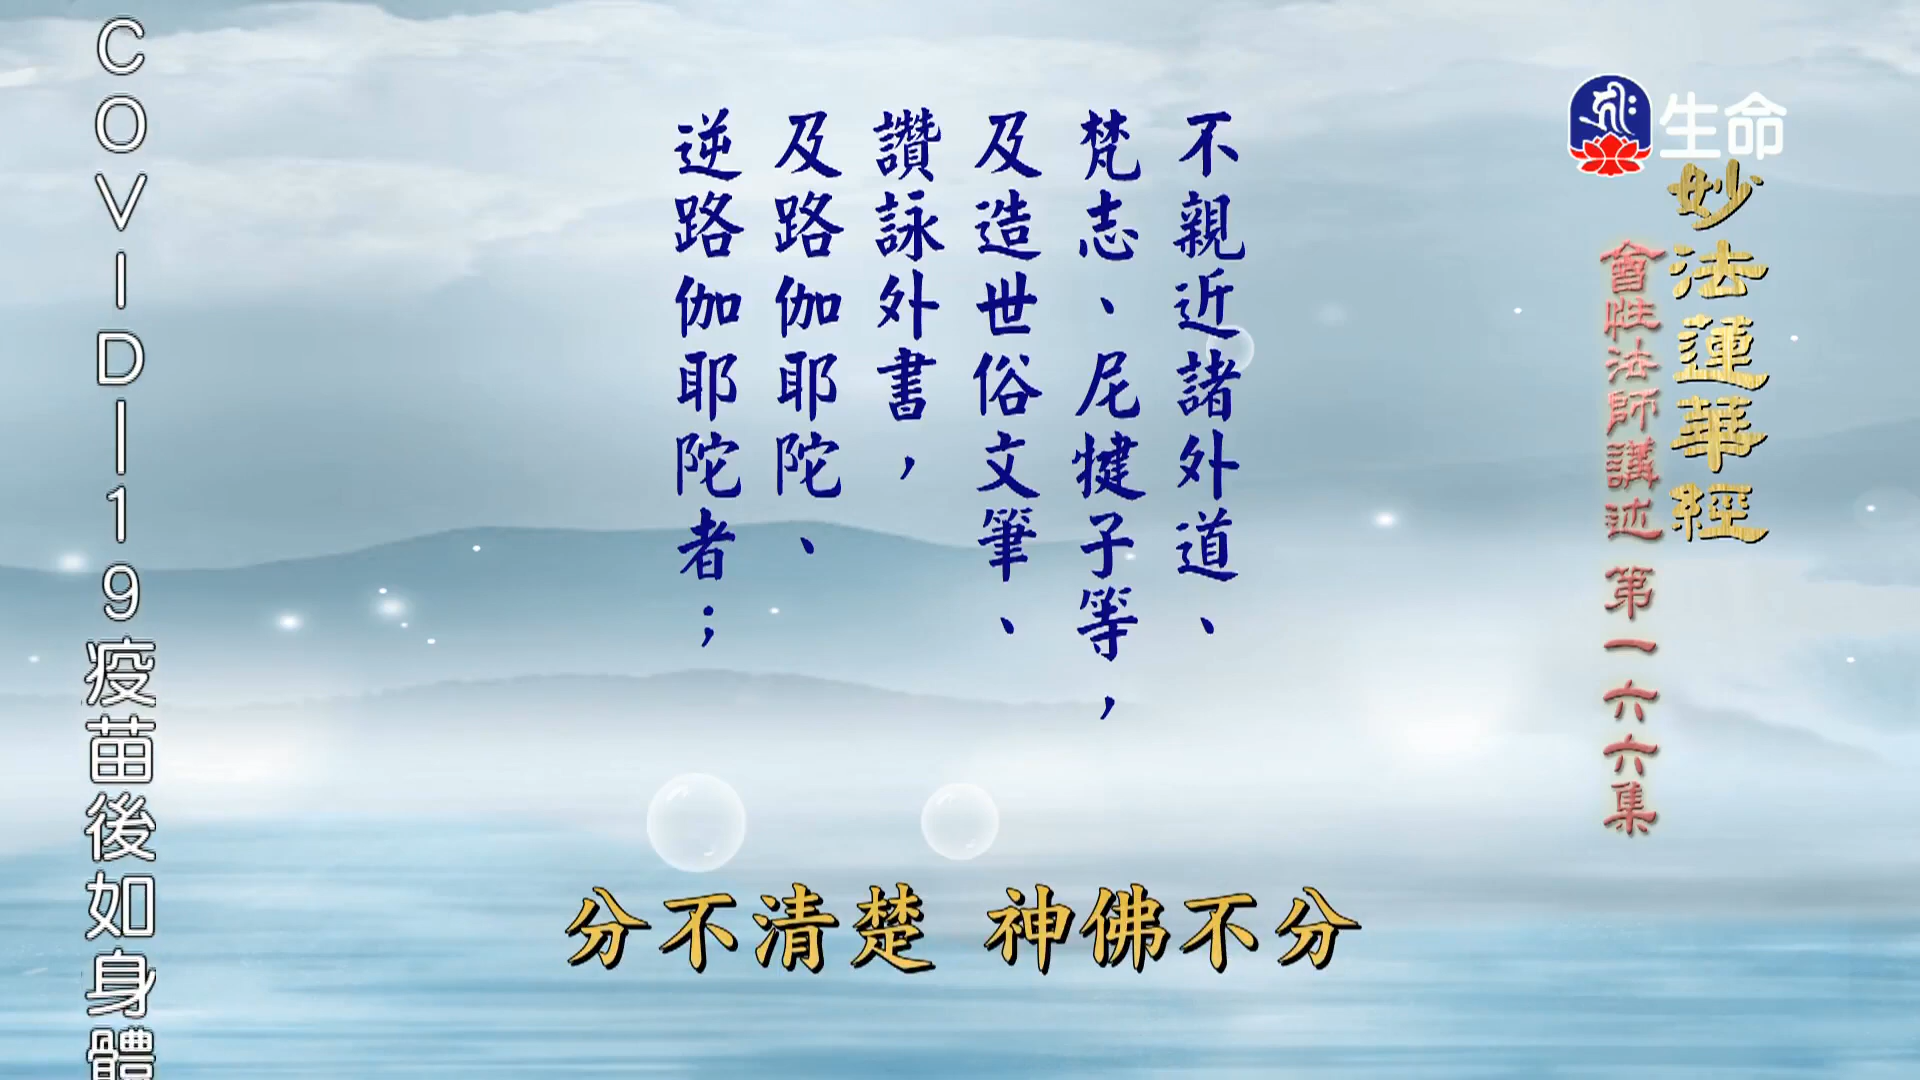 生命
妙法蓮華經
會性法師講述 第一六六集
不親近諸外道、
梵志、尼犍子等，
及造世俗文筆、
讚詠外書，
及路伽耶陀、
逆路伽耶陀者；
分不清楚 神佛不分
COVID－19疫苗後如身體